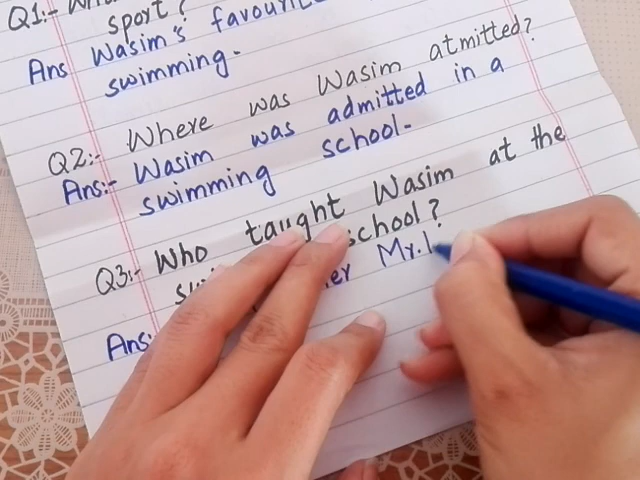 Q1:-
sport?
Ans Wasim's favourite
swimming.
Q2:- Where was Wasim atmitted?
Ans:- Wasim was admitted in a
swimming school.
Q3:- Who taught Wasim at the
school?
Ans Mr.